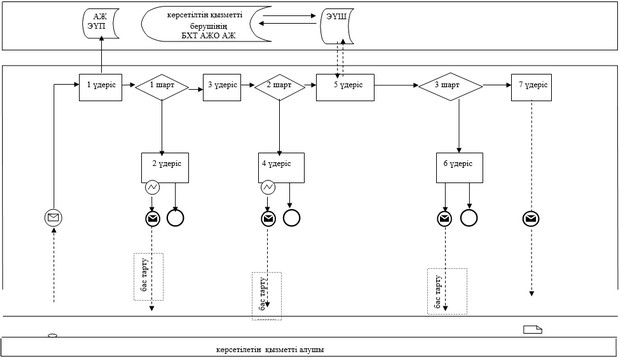 АЖ
ЭҮП
көрсетілтін қызметті
берушінің
БХТ АЖО АЖ
ЭҮШ
1 үдеріс
1 шарт
3 үдеріс
2 шарт
5 үдеріс
3 шарт
7 үдеріс
2 үдеріс
4 үдеріс
6 үдеріс
бас тарту
бас тарту
бас тарту
көрсетілетін қызметті алушы